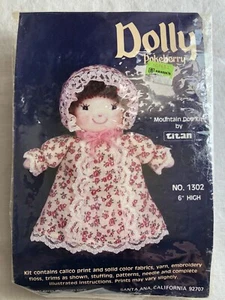 Dolly
Pokeberry
Mountain
by
titan
NO. 1302
6" HIGH
Kit contains calico print and solid color fabrics, yarn, embroidery
floss, trims as shown, stuffing, patterns, needle and complete
illustrated instructions. Prints may vary slightly.
SANTA ANA, CALIFORNIA 92707